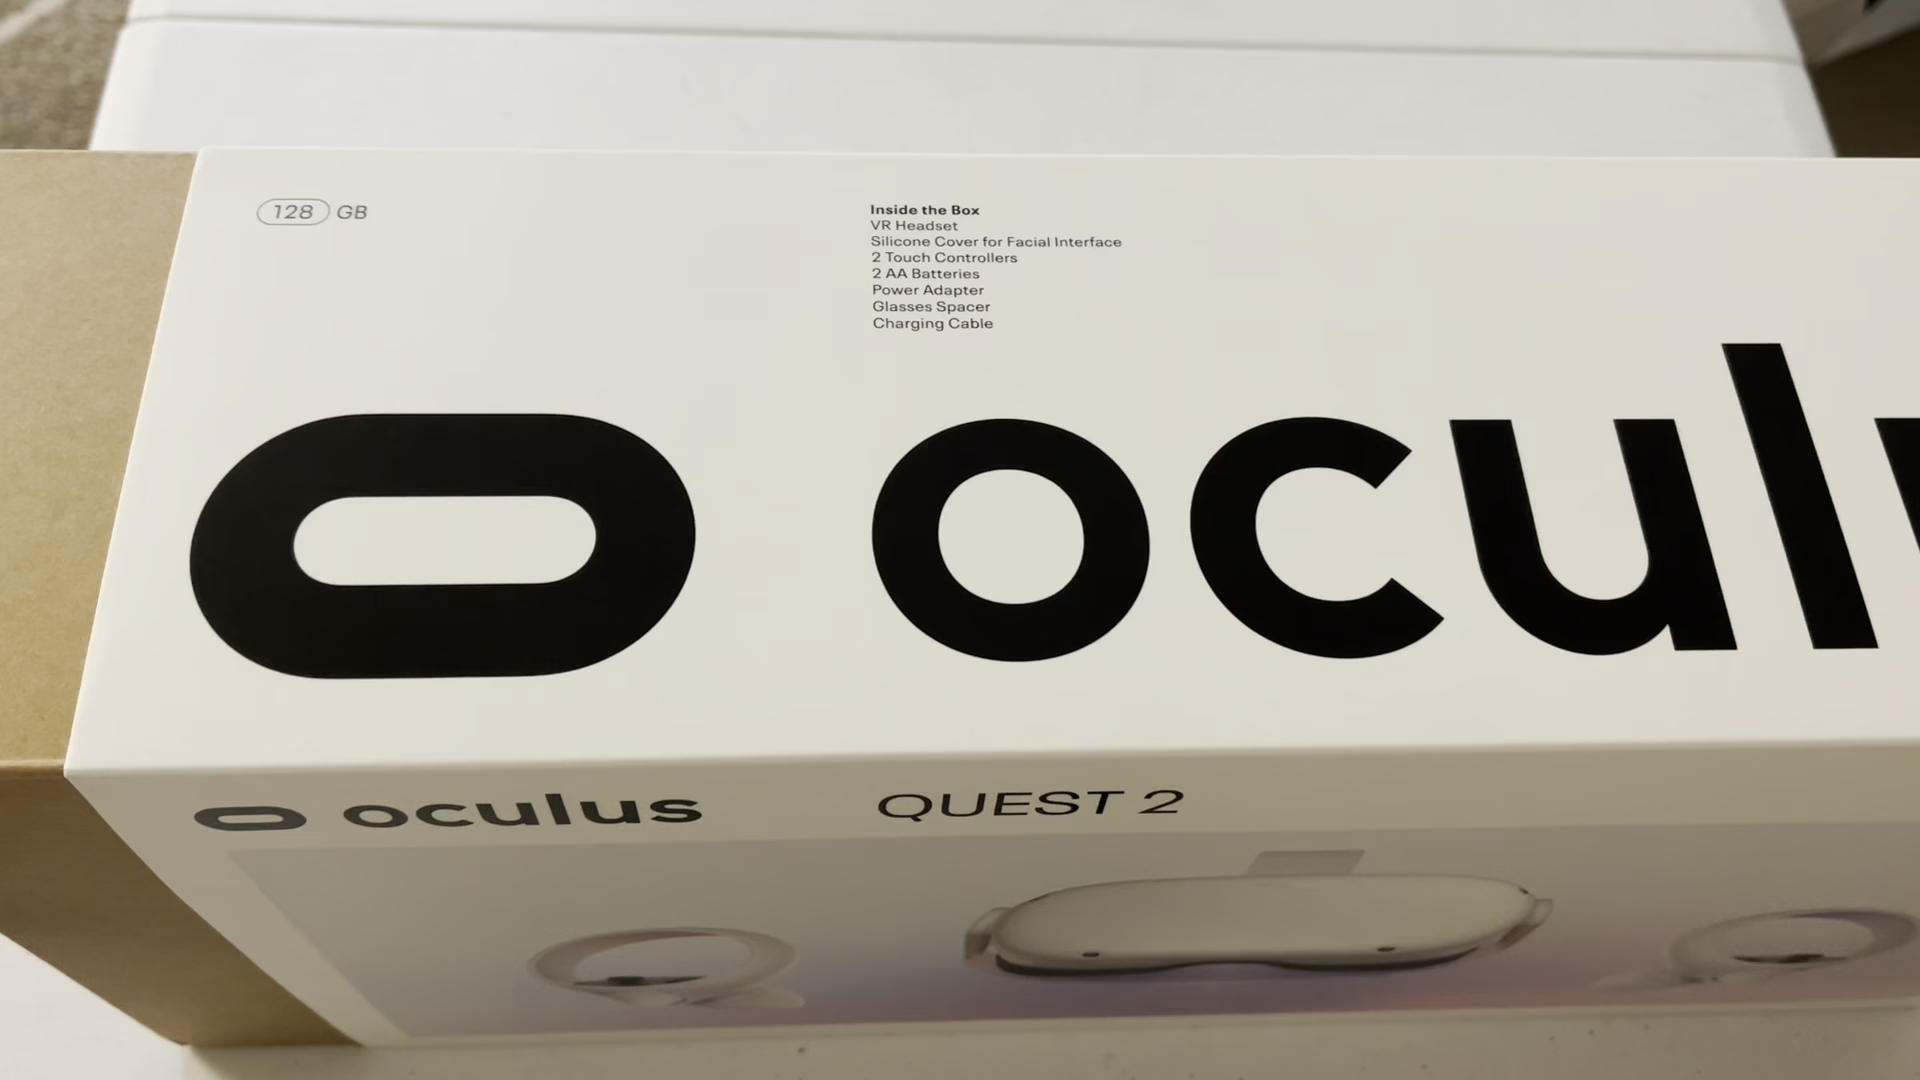 128 GB
Inside the Box
VR Headset
Silicone Cover for Facial Interface
2 Touch Controllers
2 AA Batteries
Power Adapter
Glasses Spacer
Charging Cable
ocul
oculus QUEST 2